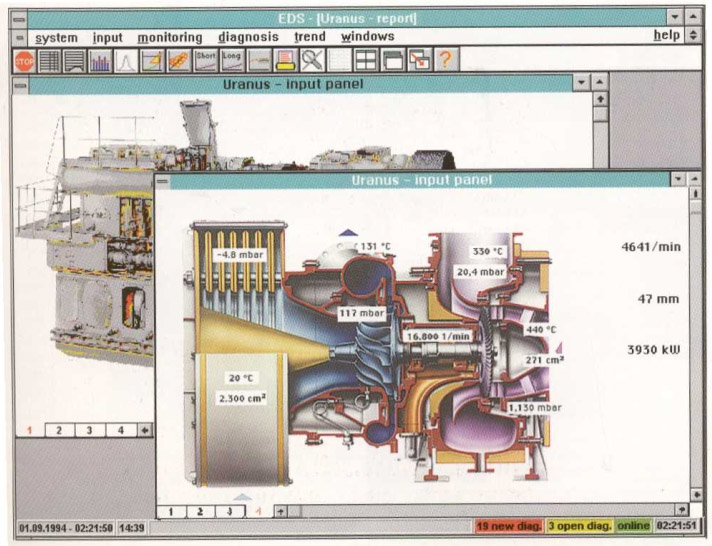 EDS - [Uranus - report]
system input monitoring diagnosis trend windows help
STOP Short Long ?
Uranus - input panel
Uranus - input panel
131 °C
330 °C
4641/min
~4.8 mbar
20,4 mbar
47 mm
117 mbar
16.800 1/min
440 °C
3930 kW
271 cm²
20 °C
2.300 cm²
1,130 mbar
1 2 3 4
1 2 3 4
01.09.1994 - 02:21:50 14:39 19 new diag. 3 open diag. online 02:21:51